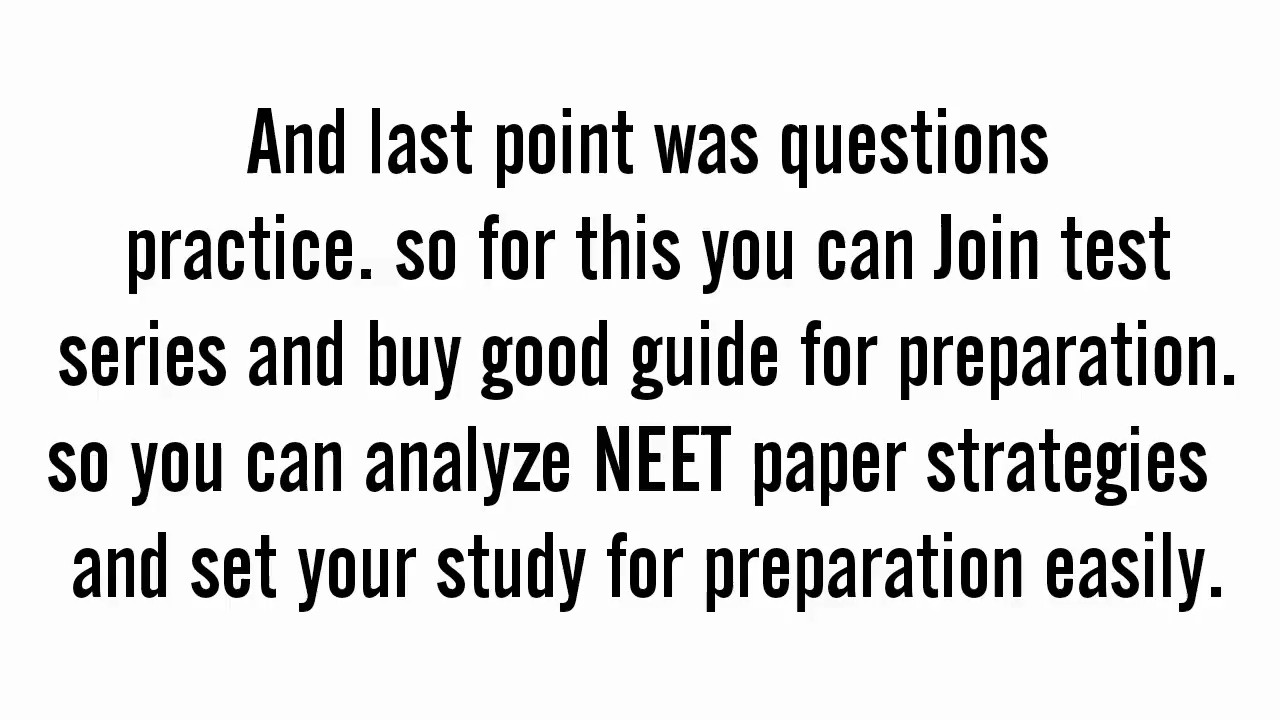 And last point was questions
practice. so for this you can Join test
series and buy good guide for preparation.
so you can analyze NEET paper strategies
and set your study for preparation easily.